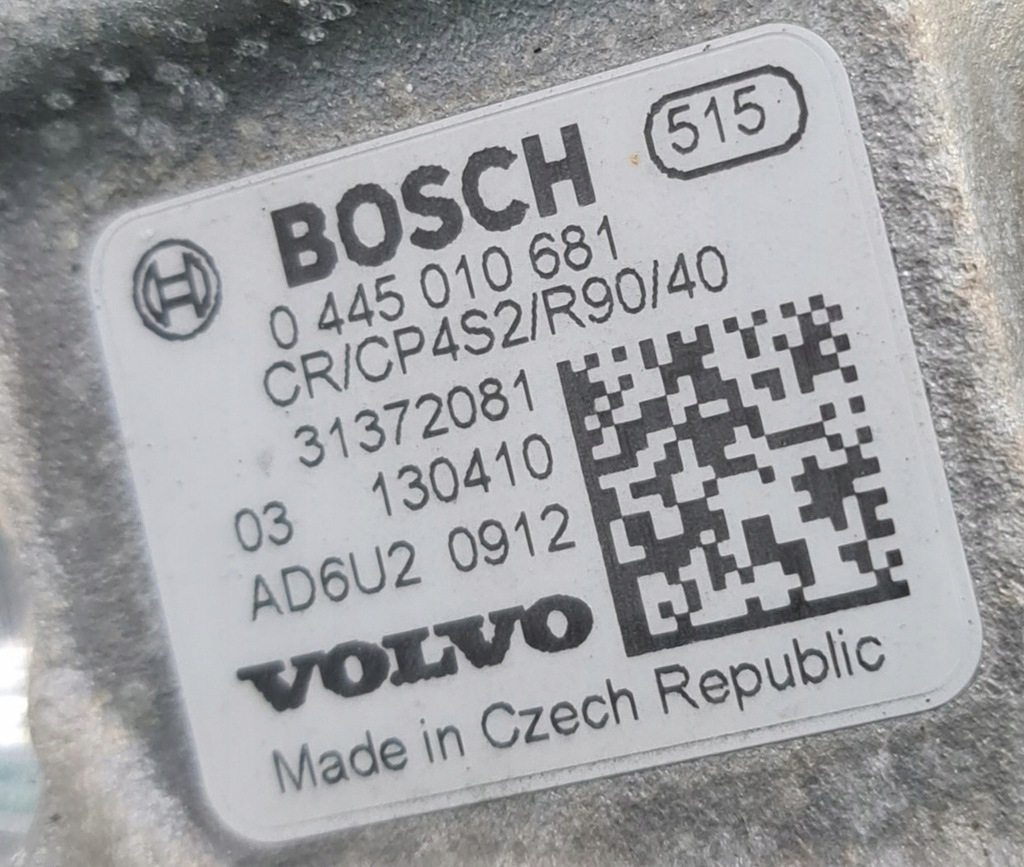 515
BOSCH
0 445 010 681
CR/CP4S2/R90/40
31372081
03 130410
AD6U2 0912
VOLVO
Made in Czech Republic